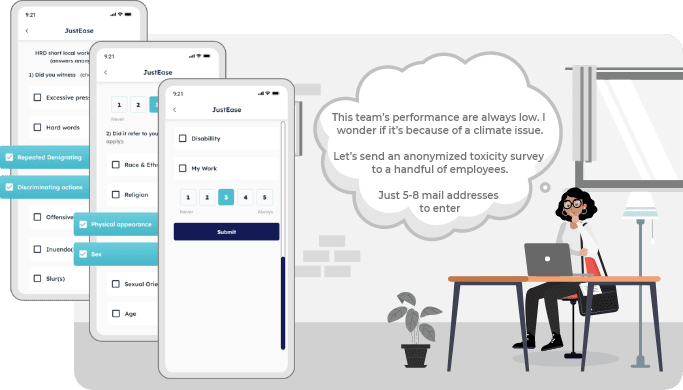 9:21
JustEase
HRD short local work
(answers anony
1) Did you witness (che
Excessive pres
Hard words
Repeated Denigrating
Discriminating actions
Offensive
Inuendo(
Slur(s)
9:21
JustEase
1 2 3
Never
2) Did it refer to you
apply):
Race & Eth
Religion
Physical appearance
Sex
Sexual Orie
Age
9:21
JustEase
Disability
My Work
1 2 3 4 5
Never Always
Submit
This team's performance are always low. I
wonder if it's because of a climate issue.
Let's send an anonymized toxicity survey
to a handful of employees.
Just 5-8 mail addresses
to enter